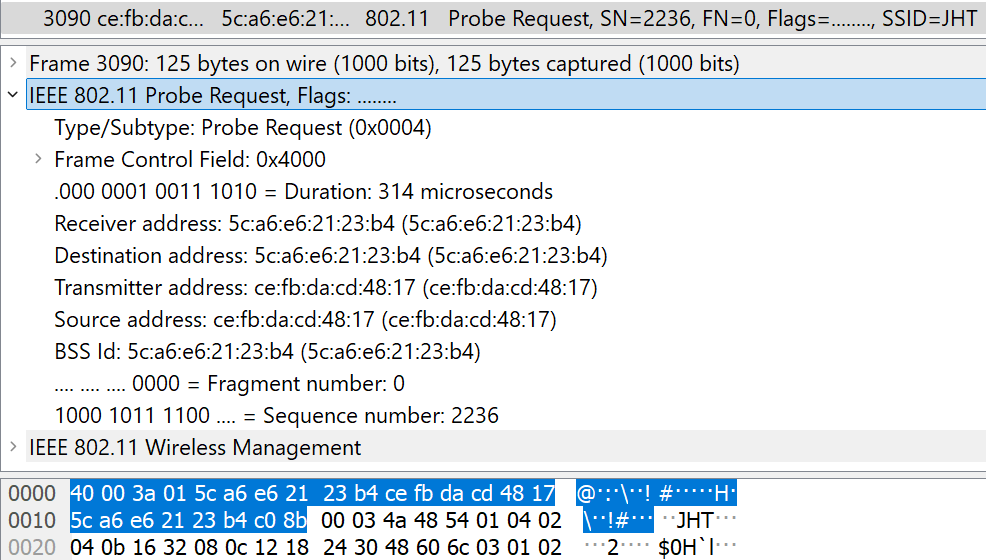 3090 ce:fb:da:c... 5c:a6:e6:21:... 802.11 Probe Request, SN=2236, FN=0, Flags=........, SSID=JHT
Frame 3090: 125 bytes on wire (1000 bits), 125 bytes captured (1000 bits)
IEEE 802.11 Probe Request, Flags: ........
Type/Subtype: Probe Request (0x0004)
Frame Control Field: 0x4000
.000 0001 0011 1010 = Duration: 314 microseconds
Receiver address: 5c:a6:e6:21:23:b4 (5c:a6:e6:21:23:b4)
Destination address: 5c:a6:e6:21:23:b4 (5c:a6:e6:21:23:b4)
Transmitter address: ce:fb:da:cd:48:17 (ce:fb:da:cd:48:17)
Source address: ce:fb:da:cd:48:17 (ce:fb:da:cd:48:17)
BSS Id: 5c:a6:e6:21:23:b4 (5c:a6:e6:21:23:b4)
.... .... .... 0000 = Fragment number: 0
1000 1011 1100 .... = Sequence number: 2236
IEEE 802.11 Wireless Management
0000 40 00 3a 01 5c a6 e6 21 23 b4 ce fb da cd 48 17 @·:·\··! #·····H·
0010 5c a6 e6 21 23 b4 c0 8b 00 03 4a 48 54 01 04 02 \··!#··· ··JHT···
0020 04 0b 16 32 08 0c 12 18 24 30 48 60 6c 03 01 02 ···2···· $0H`l···